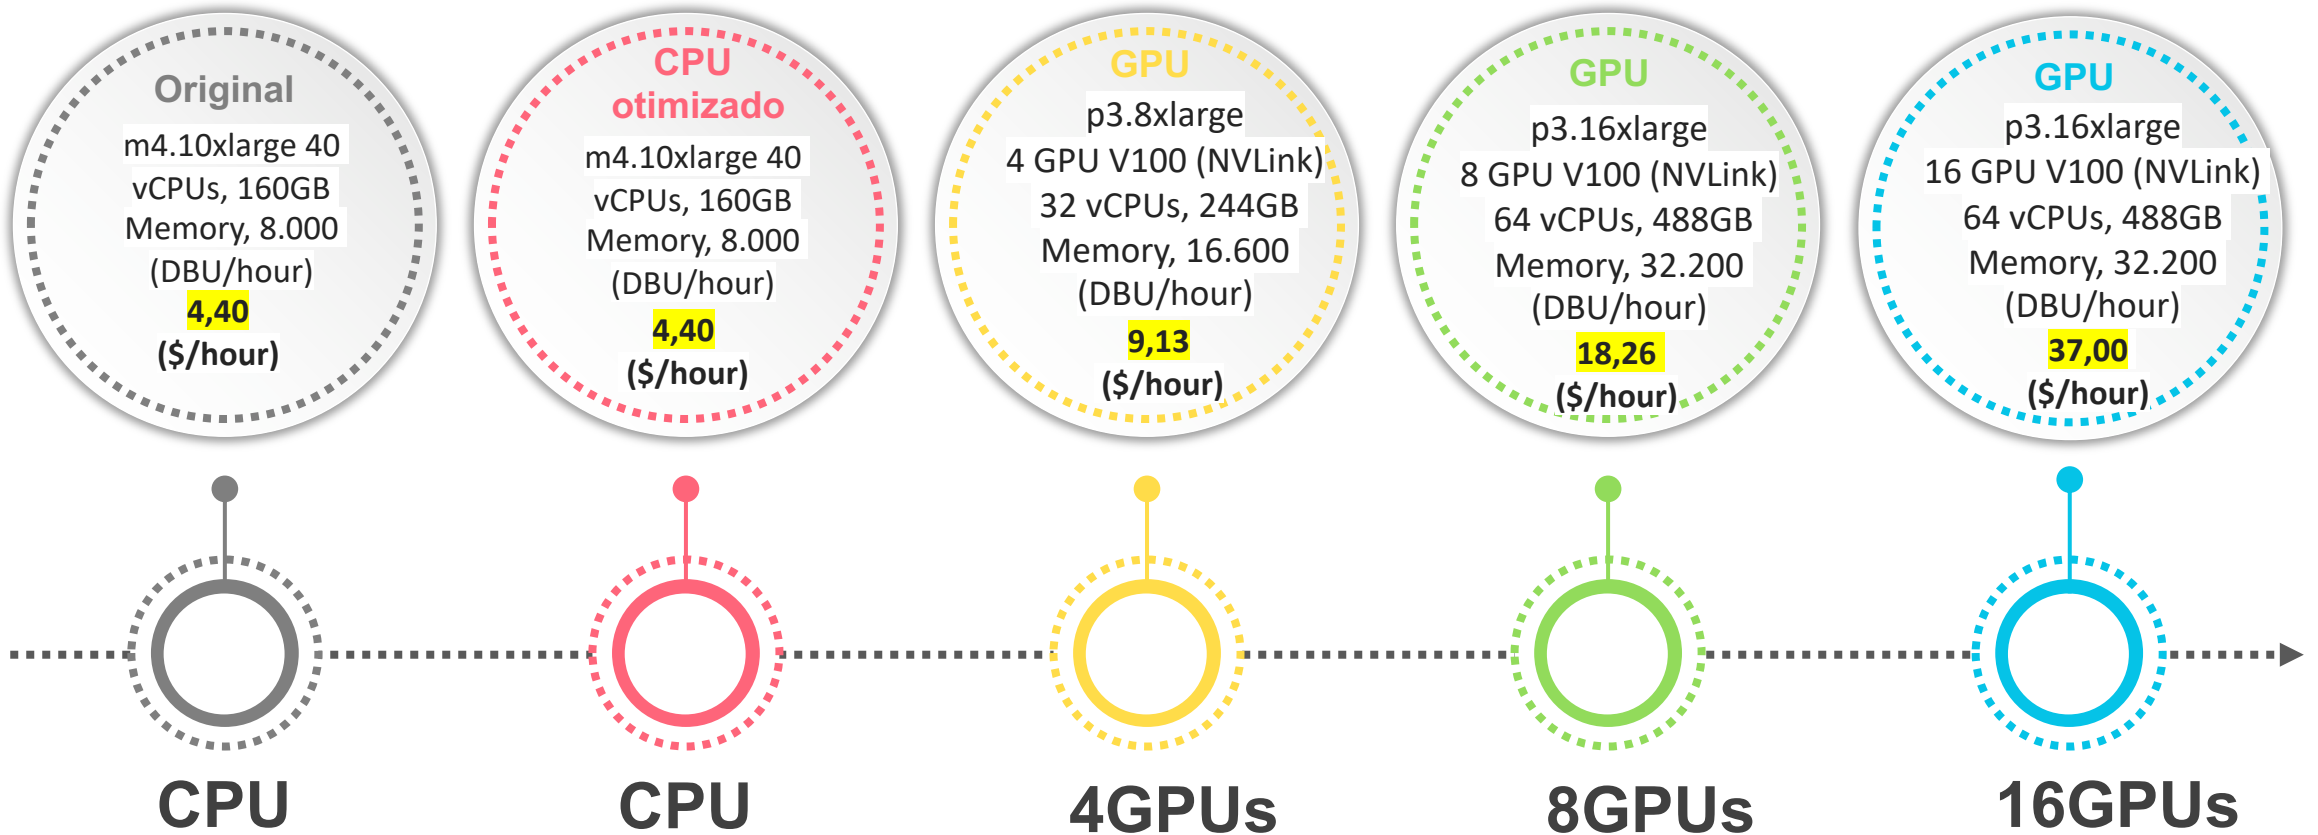 Original
m4.10xlarge 40
vCPUs, 160GB
Memory, 8.000
(DBU/hour)
4,40
($/hour)
CPU
otimizado
m4.10xlarge 40
vCPUs, 160GB
Memory, 8.000
(DBU/hour)
4,40
($/hour)
GPU
p3.8xlarge
4 GPU V100 (NVLink)
32 vCPUs, 244GB
Memory, 16.600
(DBU/hour)
9,13
($/hour)
GPU
p3.16xlarge
8 GPU V100 (NVLink)
64 vCPUs, 488GB
Memory, 32.200
(DBU/hour)
18,26
($/hour)
GPU
p3.16xlarge
16 GPU V100 (NVLink)
64 vCPUs, 488GB
Memory, 32.200
(DBU/hour)
37,00
($/hour)
CPU
CPU
4GPUs
8GPUs
16GPUs